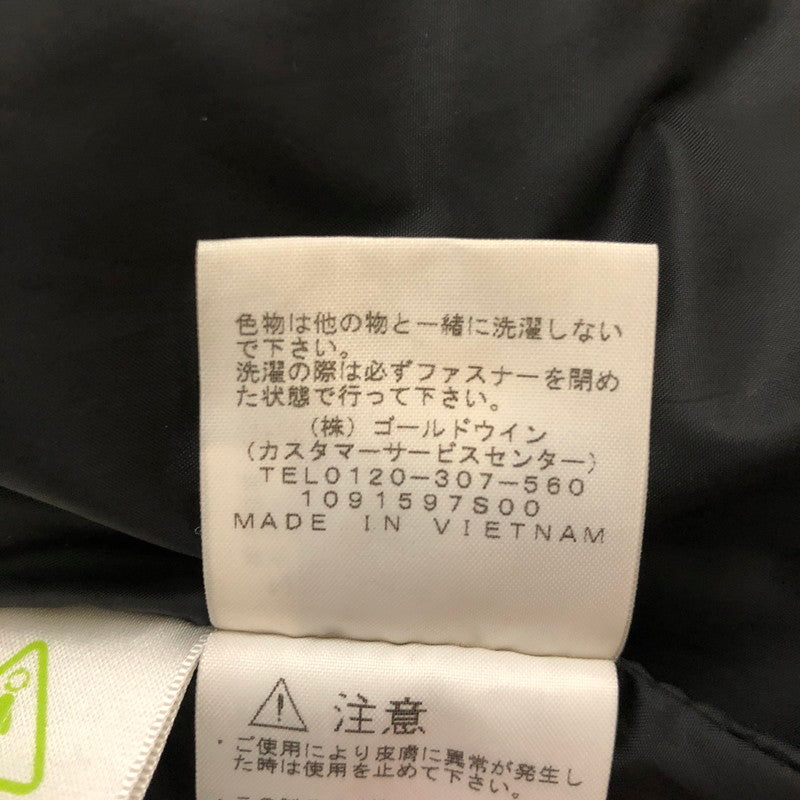 色物は他の物と一緒に洗濯しない
で下さい。
洗濯の際は必ずファスナーを閉め
た状態で行って下さい。
(株)ゴールドウイン
(カスタマーサービスセンター)
TEL0120-307-560
1091597S00
MADE IN VIETNAM
注意
・ご使用により皮膚に異常が発生し
た時は使用を止めて下さい。